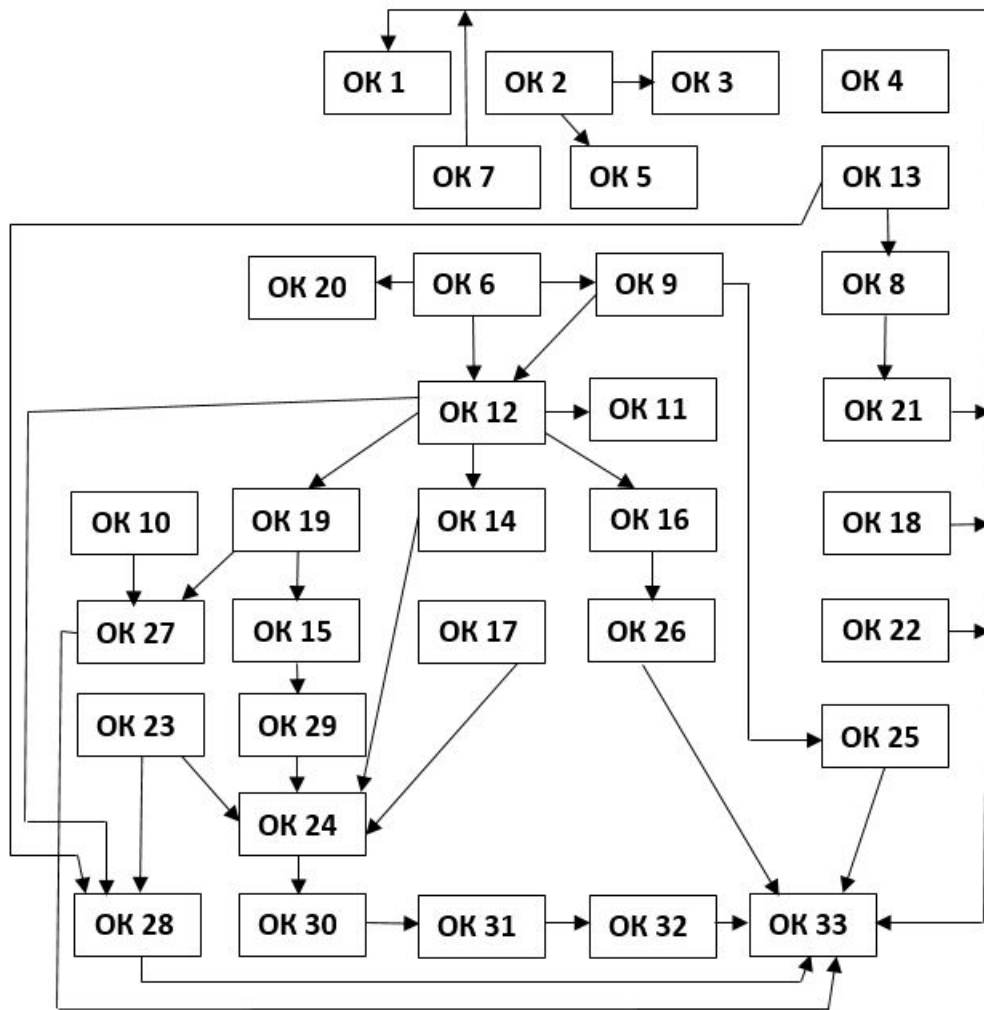 ОК 1
ОК 2
ОК 3
ОК 4
ОК 7
ОК 5
ОК 13
ОК 20
ОК 6
ОК 9
ОК 8
ОК 12
ОК 11
ОК 21
ОК 10
ОК 19
ОК 14
ОК 16
ОК 18
ОК 27
ОК 15
ОК 17
ОК 26
ОК 22
ОК 23
ОК 29
ОК 25
ОК 24
ОК 28
ОК 30
ОК 31
ОК 32
ОК 33